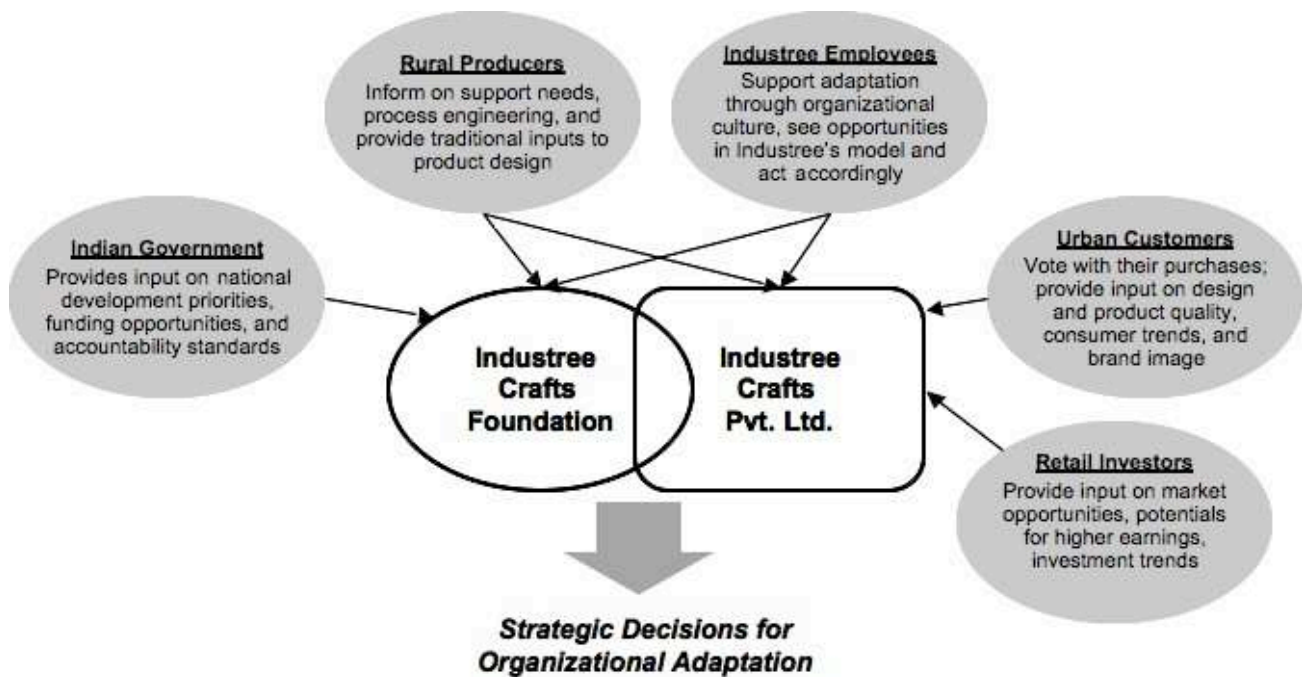 Rural Producers
Inform on support needs,
process engineering, and
provide traditional inputs to
product design
Industree Employees
Support adaptation
through organizational
culture, see opportunities
in Industree's model and
act accordingly
Indian Government
Provides input on national
development priorities,
funding opportunities, and
accountability standards
Urban Customers
Vote with their purchases;
provide input on design
and product quality,
consumer trends, and
brand image
Industree
Crafts
Foundation
Industree
Crafts
Pvt. Ltd.
Retail Investors
Provide input on market
opportunities, potentials
for higher earnings,
investment trends
Strategic Decisions for
Organizational Adaptation